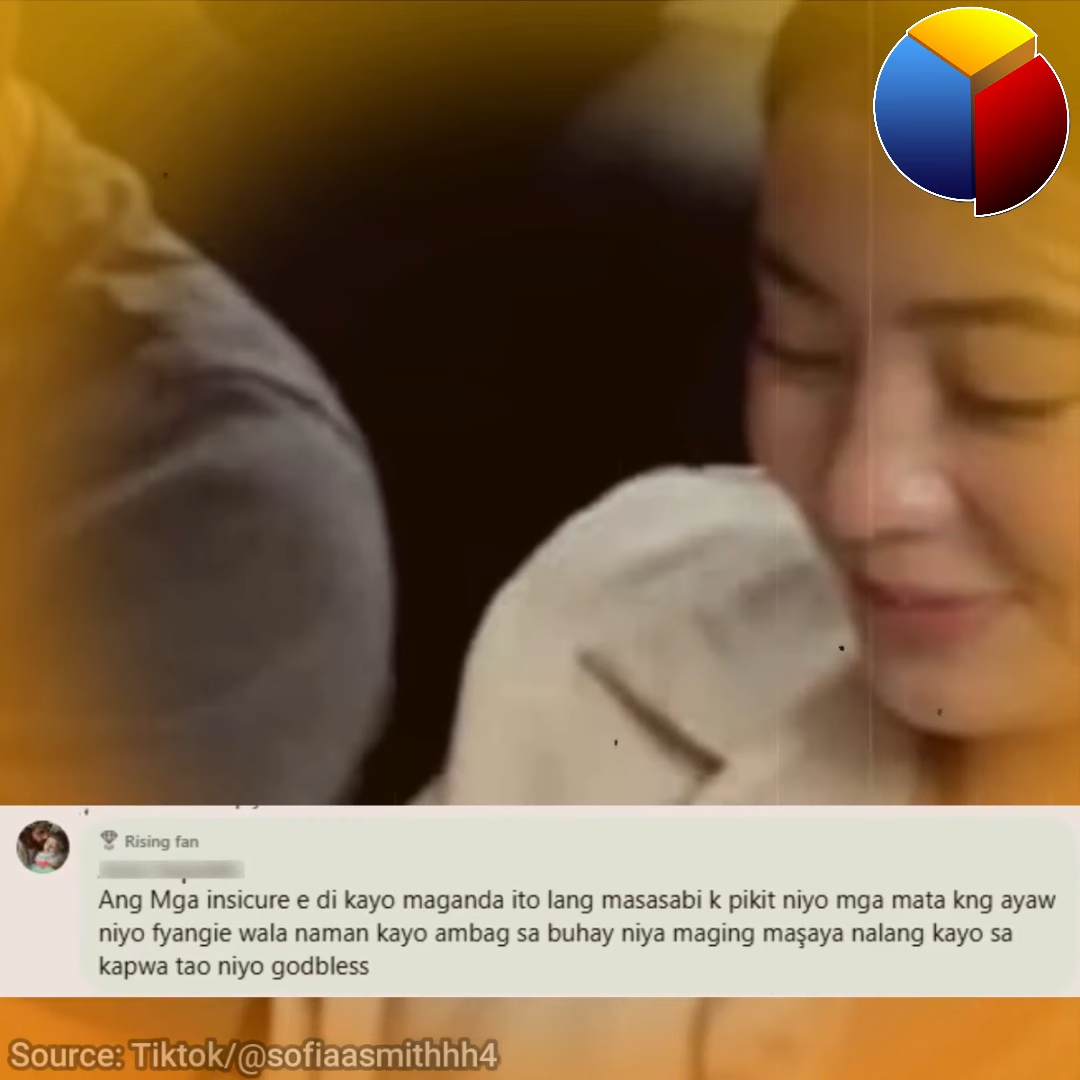 Rising fan
Ang Mga insicure e di kayo maganda ito lang masasabi k pikit niyo mga mata kng ayaw
niyo fyangie wala naman kayo ambag sa buhay niya maging maşaya nalang kayo sa
kapwa tao niyo godbless
Source: Tiktok/@sofiaasmithhh4